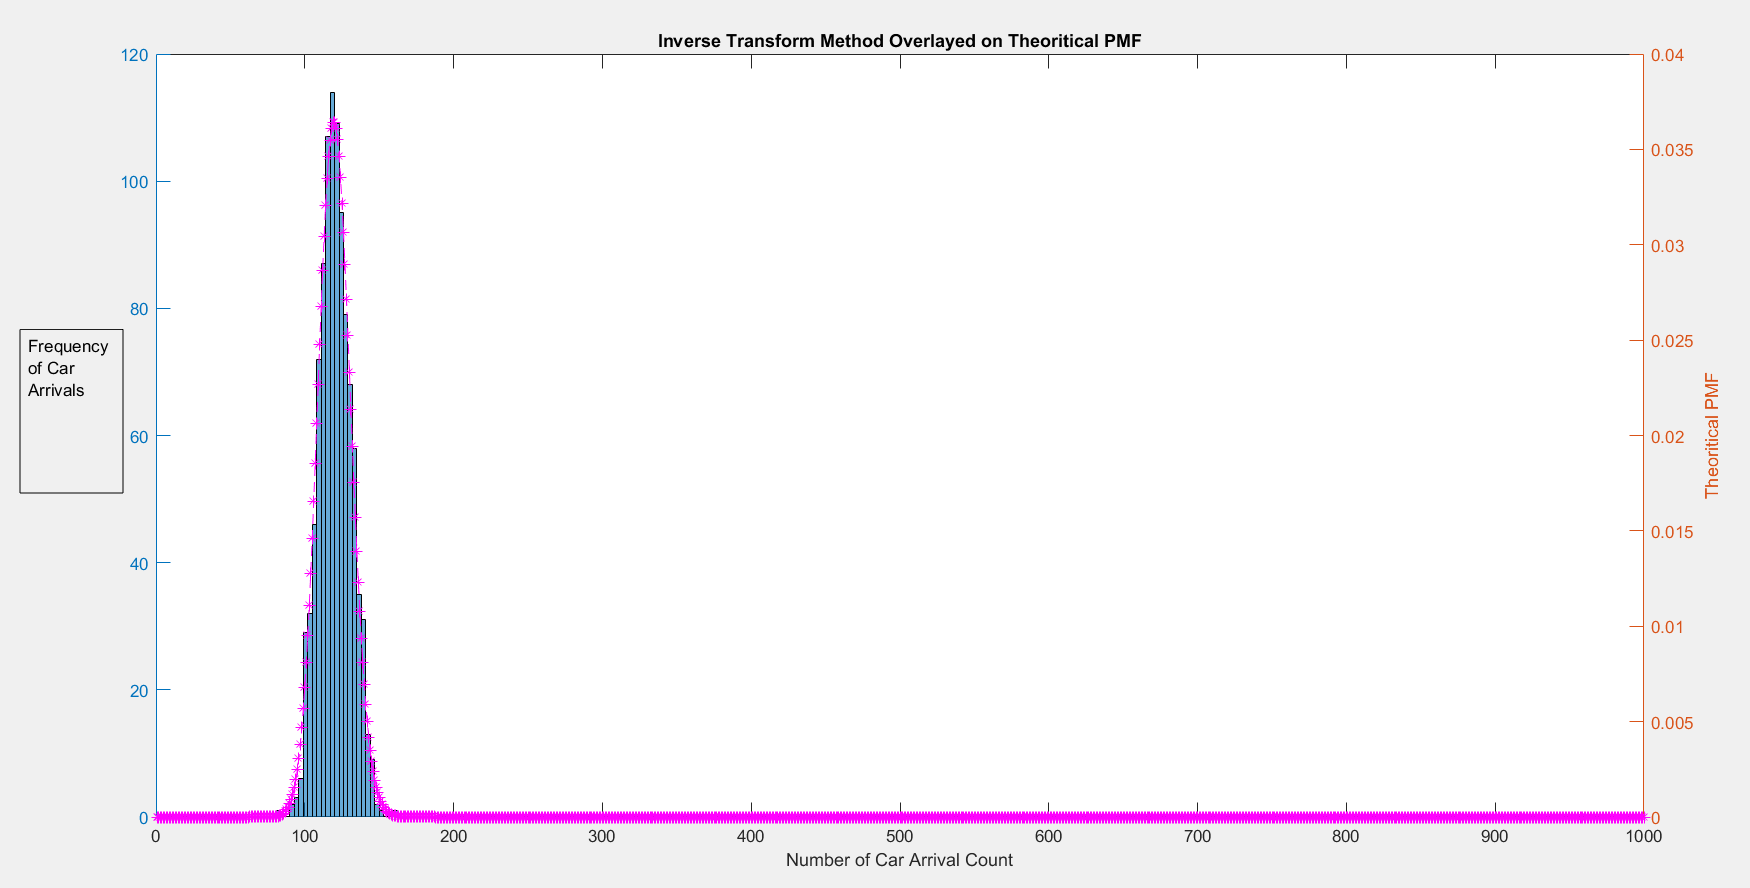 Inverse Transform Method Overlayed on Theoritical PMF
120
100
80
60
40
20
0
Frequency
of Car
Arrivals
0.04
0.035
0.03
0.025
0.02
0.015
0.01
0.005
0
Theoritical PMF
0 100 200 300 400 500 600 700 800 900 1000
Number of Car Arrival Count